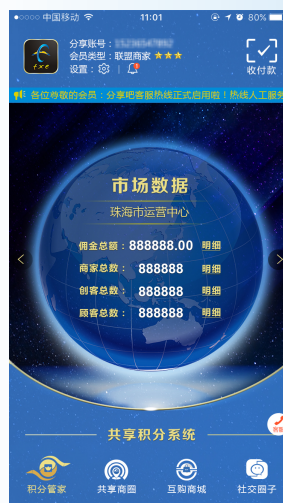 中国移动 11:01 80%
fxe
分享账号：
会员类型：联盟商家
设置：
收付款
各位尊敬的会员：分享吧客服热线正式启用啦！热线人工服务
市场数据
珠海市运营中心
佣金总额：888888.00 明细
商家总数：888888 明细
创客总数：888888 明细
顾客总数：888888 明细
共享积分系统
客服
积分管家 共享商圈 互购商城 社交圈子